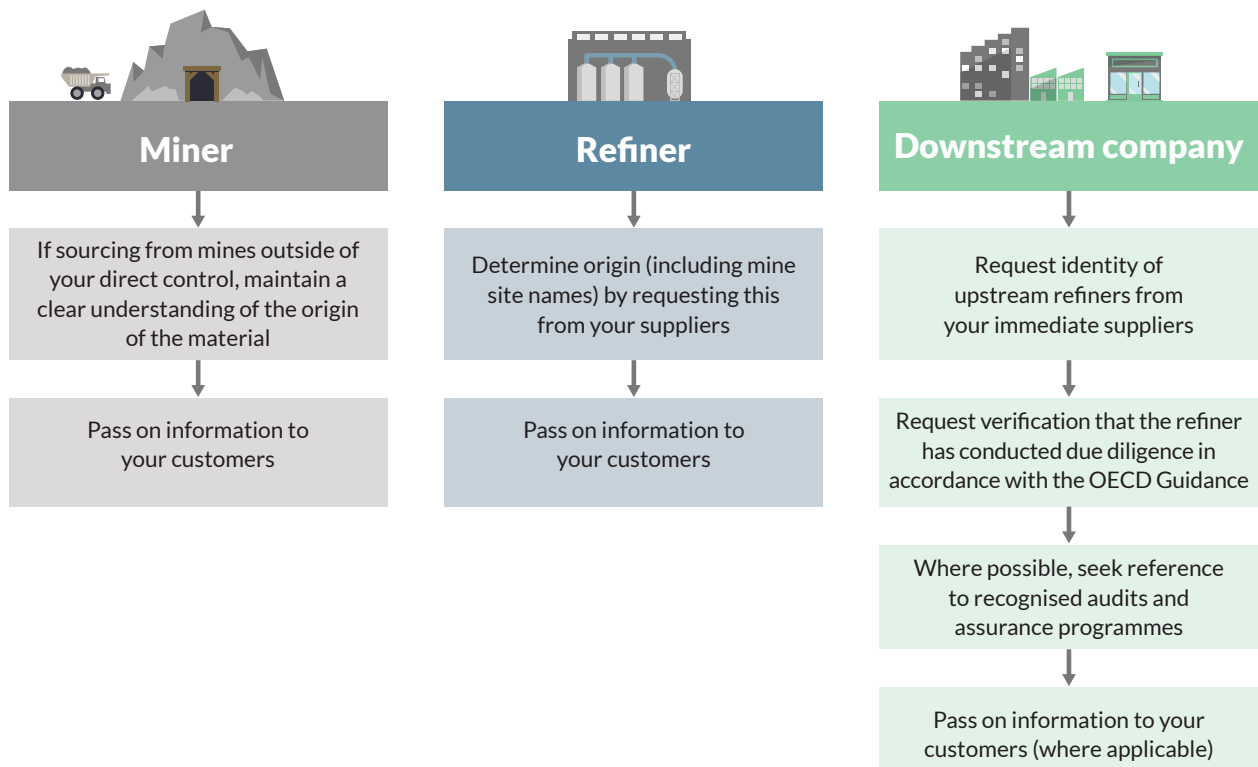 Miner
If sourcing from mines outside of
your direct control, maintain a
clear understanding of the origin
of the material
Pass on information to
your customers
Refiner
Determine origin (including mine
site names) by requesting this
from your suppliers
Pass on information to
your customers
Downstream company
Request identity of
upstream refiners from
your immediate suppliers
Request verification that the refiner
has conducted due diligence in
accordance with the OECD Guidance
Where possible, seek reference
to recognised audits and
assurance programmes
Pass on information to your
customers (where applicable)